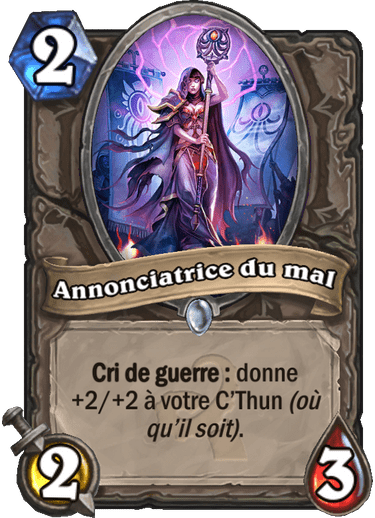 2
Annonciatrice du mal
Cri de guerre : donne
+2/+2 à votre C'Thun (où
qu'il soit).
2
3